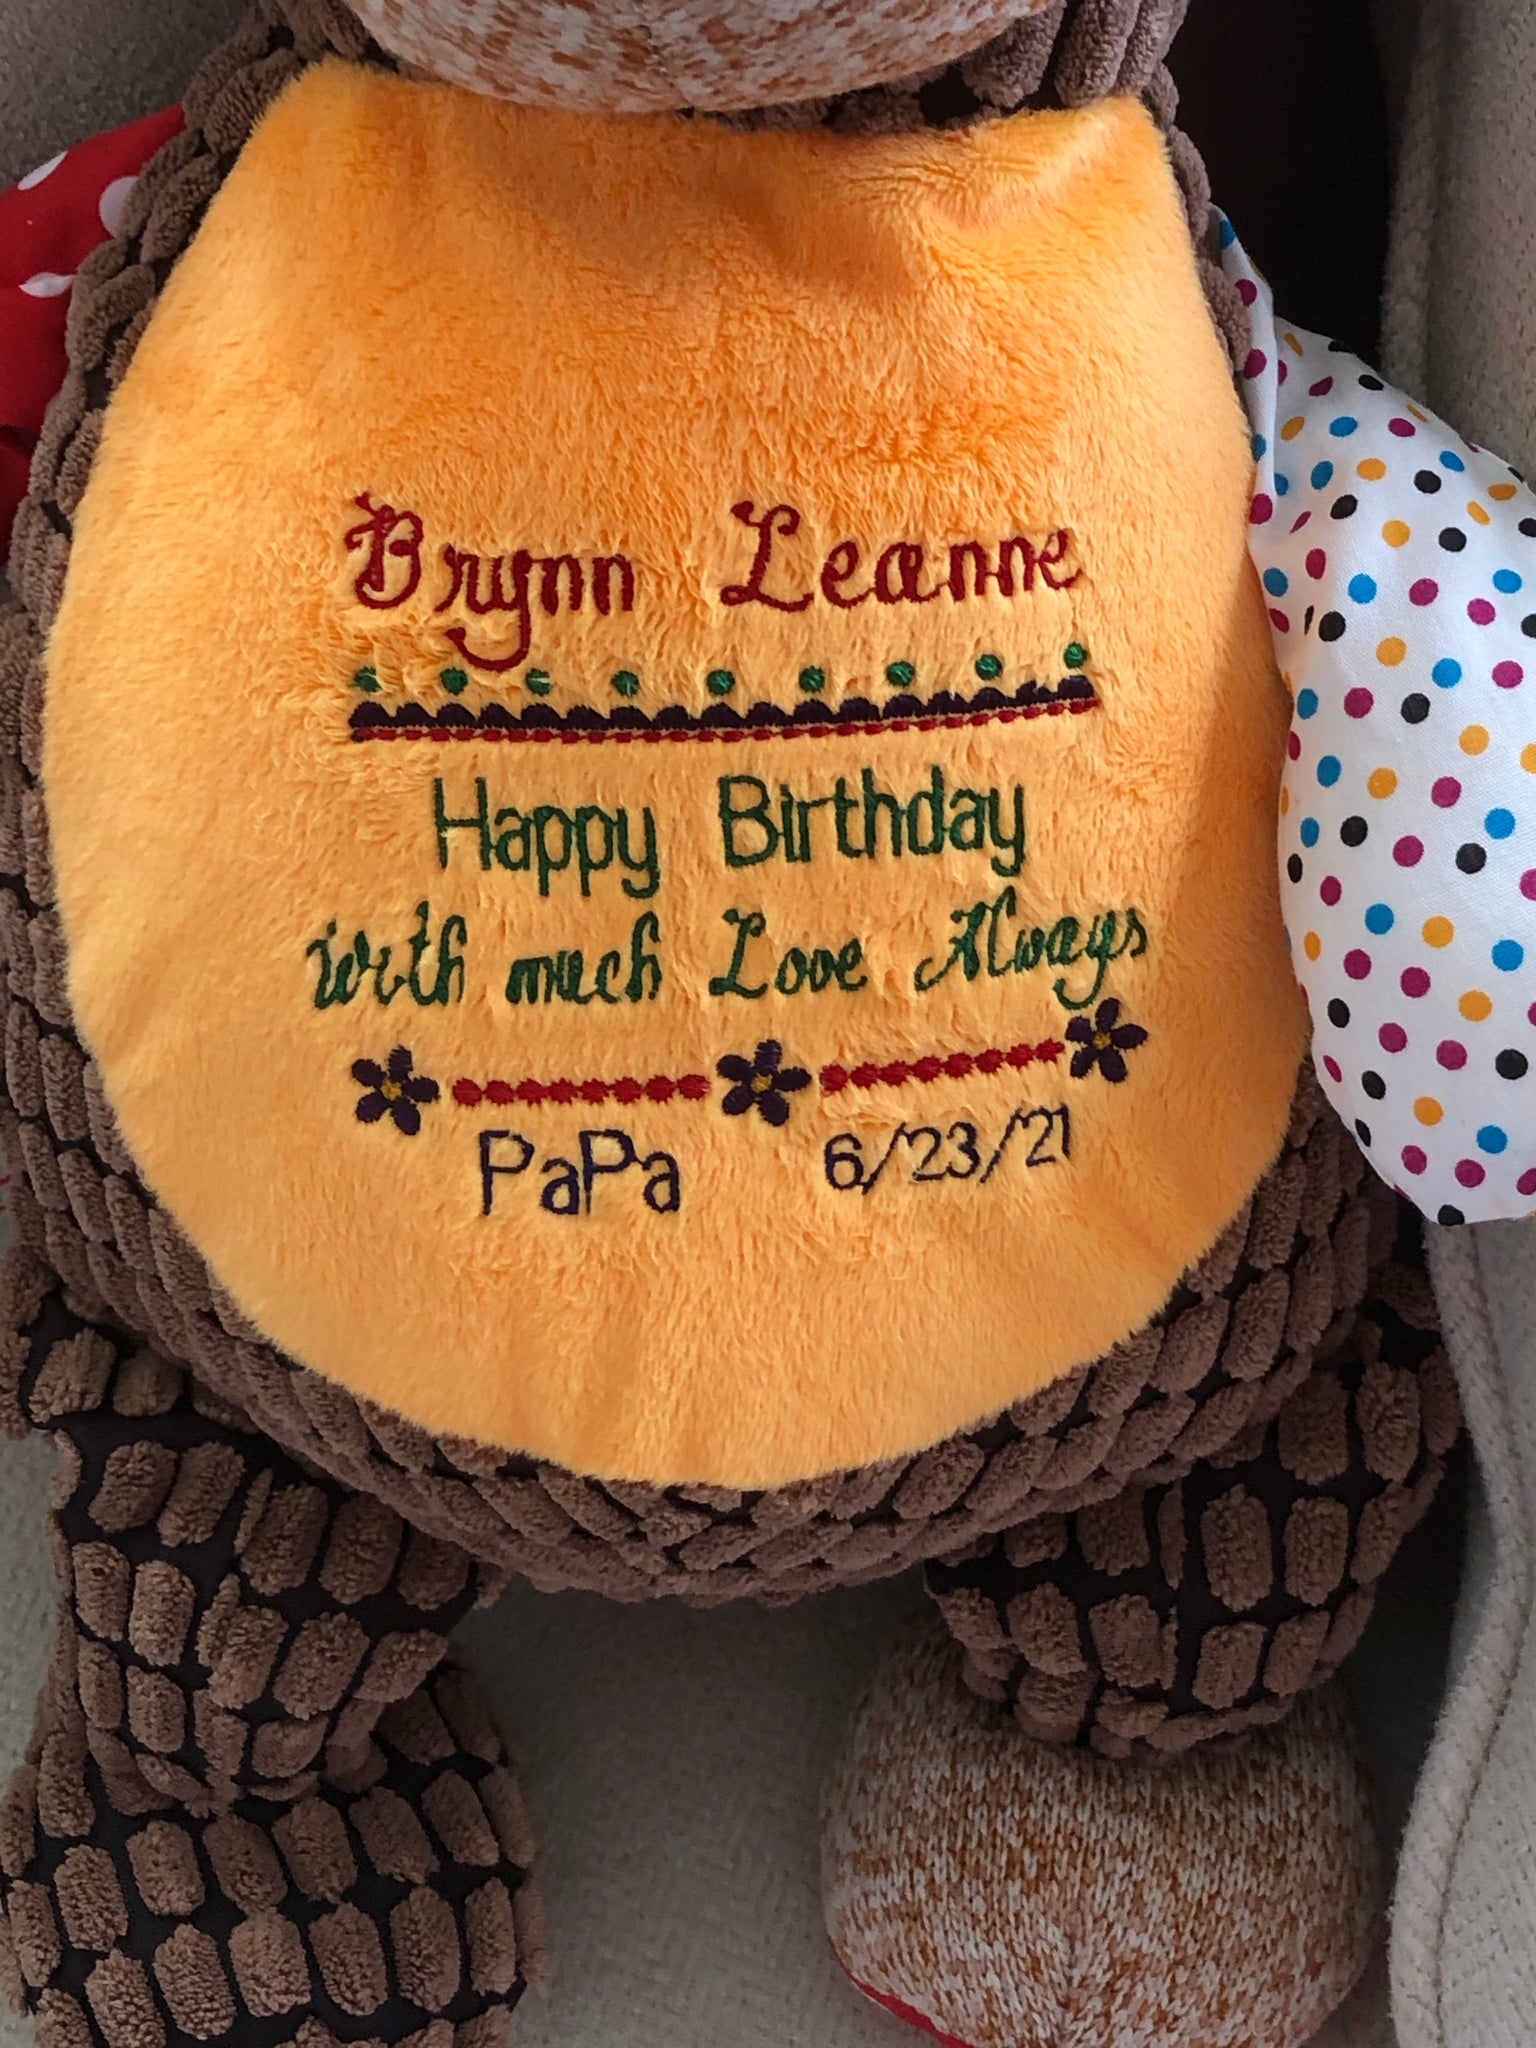 Brynn Leanne
Happy Birthday
with much Love Always
PaPa 6/23/21